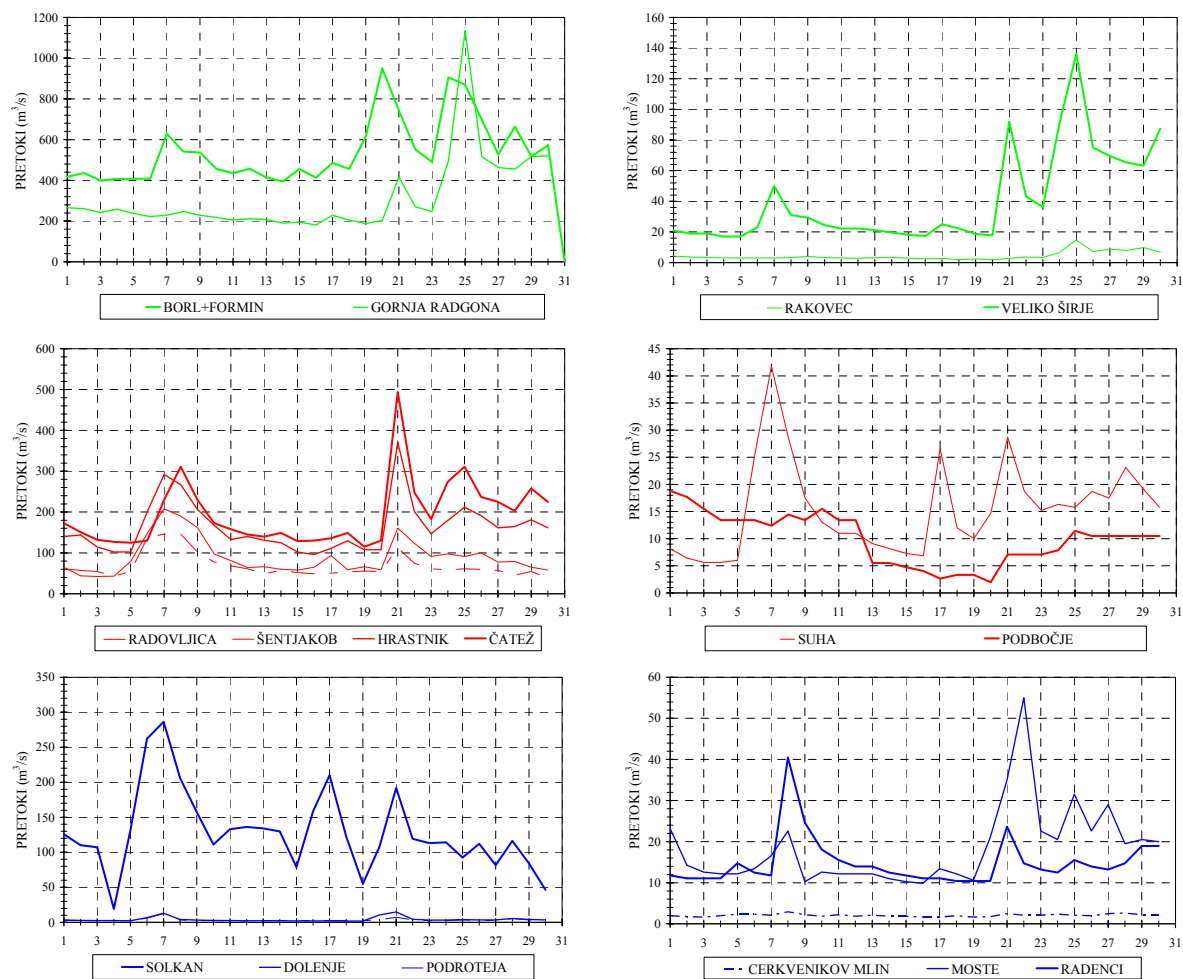 PRETOKI (m³/s)
1200
1000
800
600
400
200
0
1 3 5 7 9 11 13 15 17 19 21 23 25 27 29 31
BORL+FORMIN GORNJA RADGONA
PRETOKI (m³/s)
160
140
120
100
80
60
40
20
0
1 3 5 7 9 11 13 15 17 19 21 23 25 27 29 31
RAKOVEC VELIKO ŠIRJE
PRETOKI (m³/s)
600
500
400
300
200
100
0
1 3 5 7 9 11 13 15 17 19 21 23 25 27 29 31
RADOVLJICA ŠENTJAKOB HRASTNIK ČATEŽ
PRETOKI (m³/s)
45
40
35
30
25
20
15
10
5
0
1 3 5 7 9 11 13 15 17 19 21 23 25 27 29 31
SUHA PODBOČJE
PRETOKI (m³/s)
350
300
250
200
150
100
50
0
1 3 5 7 9 11 13 15 17 19 21 23 25 27 29 31
SOLKAN DOLENJE PODROTEJA
PRETOKI (m³/s)
60
50
40
30
20
10
0
1 3 5 7 9 11 13 15 17 19 21 23 25 27 29 31
CERKVENIKOV MLIN MOSTE RADENCI